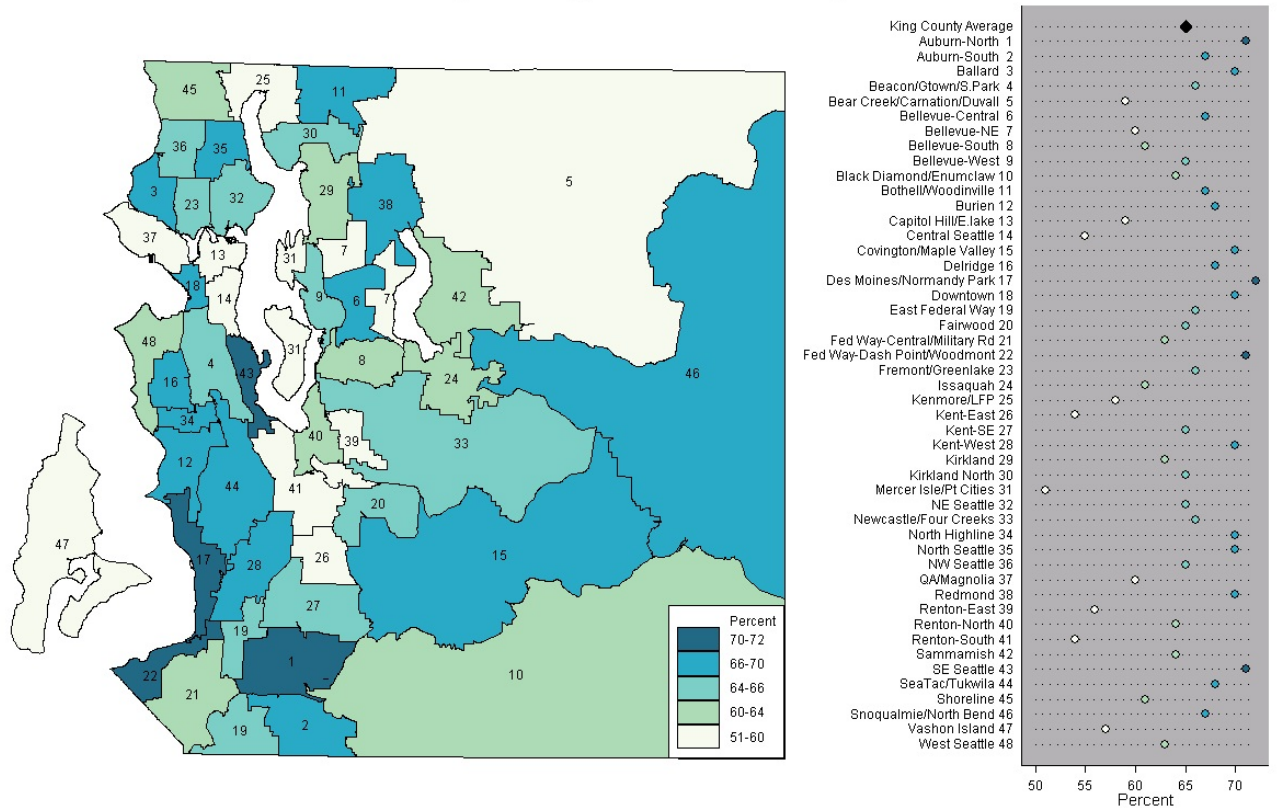 45
25
11
36
35
30
3
23
32
29
38
5
37
13
31
7
18
14
9
6
7
42
48
4
43
31
8
24
46
16
34
40
39
33
12
44
41
20
47
17
28
26
15
27
19
22
21
1
10
19
2
Percent
70-72
66-70
64-66
60-64
51-60
King County Average
Auburn-North 1
Auburn-South 2
Ballard 3
Beacon/Gtown/S.Park 4
Bear Creek/Carnation/Duvall 5
Bellevue-Central 6
Bellevue-NE 7
Bellevue-South 8
Bellevue-West 9
Black Diamond/Enumclaw 10
Bothell/Woodinville 11
Burien 12
Capitol Hill/E.lake 13
Central Seattle 14
Covington/Maple Valley 15
Delridge 16
Des Moines/Normandy Park 17
Downtown 18
East Federal Way 19
Fairwood 20
Fed Way-Central/Military Rd 21
Fed Way-Dash Point/Woodmont 22
Fremont/Greenlake 23
Issaquah 24
Kenmore/LFP 25
Kent-East 26
Kent-SE 27
Kent-West 28
Kirkland 29
Kirkland North 30
Mercer Isle/Pt Cities 31
NE Seattle 32
Newcastle/Four Creeks 33
North Highline 34
North Seattle 35
NW Seattle 36
QA/Magnolia 37
Redmond 38
Renton-East 39
Renton-North 40
Renton-South 41
Sammamish 42
SE Seattle 43
SeaTac/Tukwila 44
Shoreline 45
Snoqualmie/North Bend 46
Vashon Island 47
West Seattle 48
50 55 60 65 70
Percent